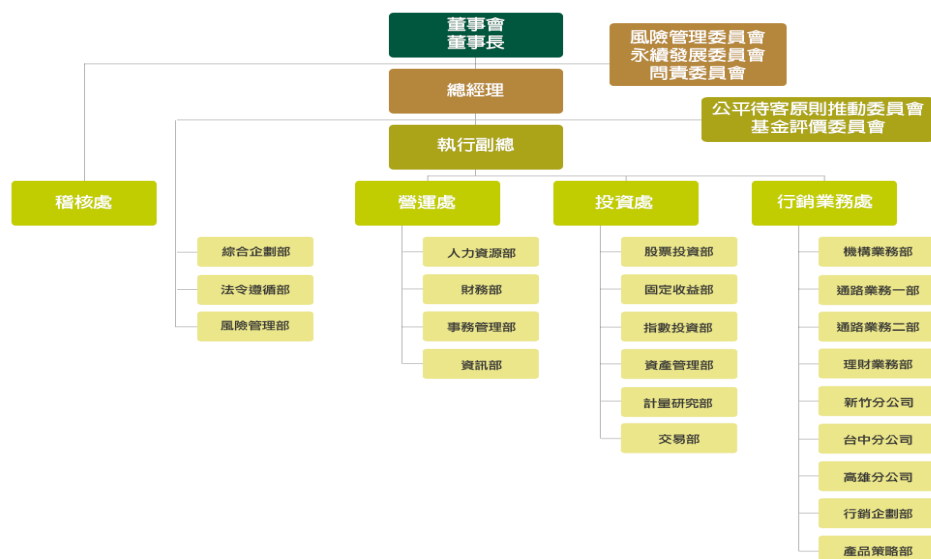 董事會
董事長
風險管理委員會
永續發展委員會
問責委員會
總經理
公平待客原則推動委員會
基金評價委員會
執行副總
稽核處
營運處
投資處
行銷業務處
綜合企劃部
法令遵循部
風險管理部
人力資源部
財務部
事務管理部
資訊部
股票投資部
固定收益部
指數投資部
資產管理部
計量研究部
交易部
機構業務部
通路業務一部
通路業務二部
理財業務部
新竹分公司
台中分公司
高雄分公司
行銷企劃部
產品策略部